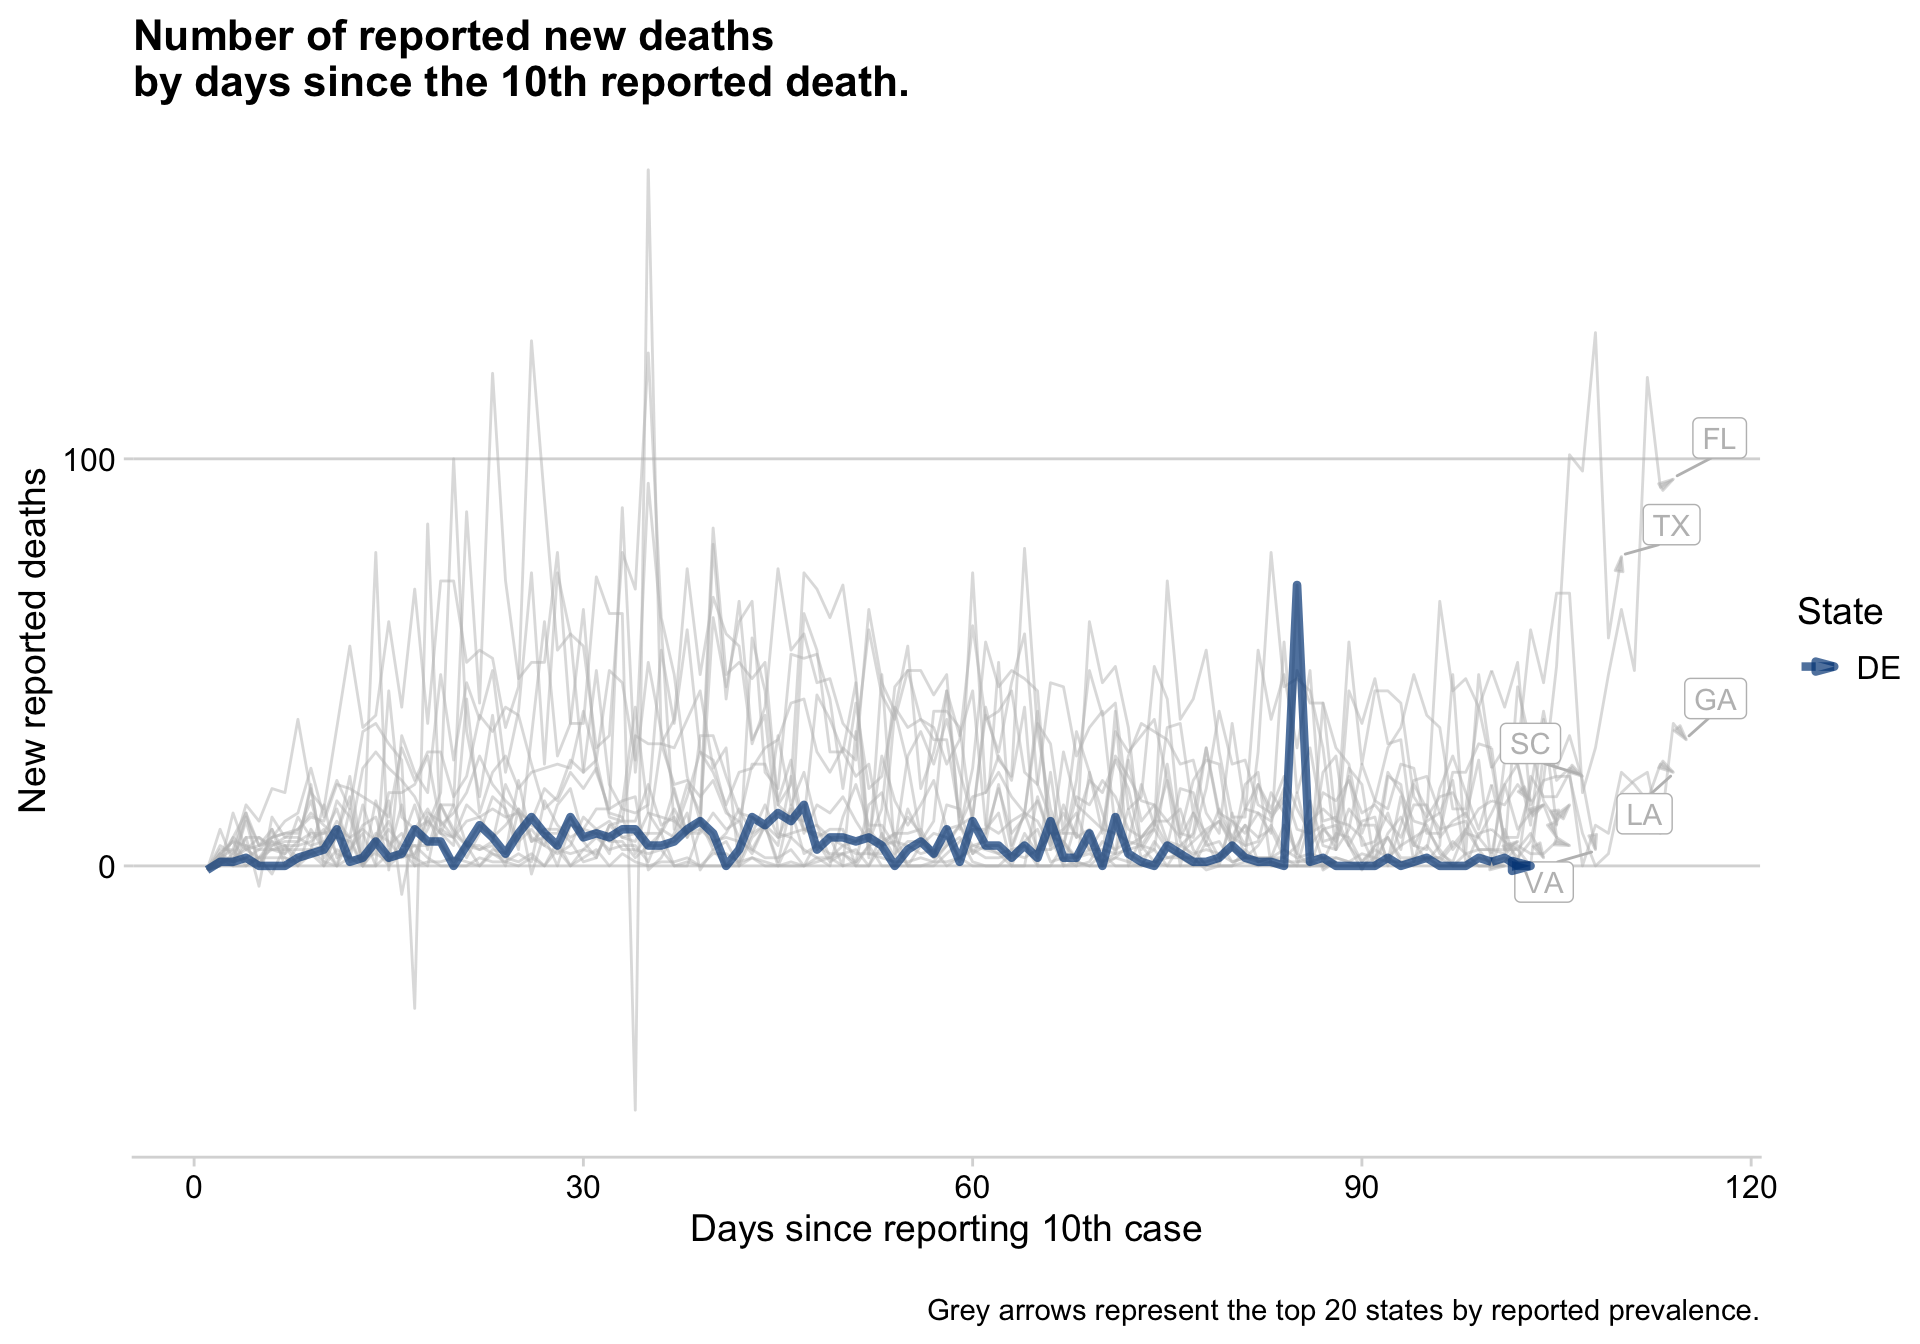 Number of reported new deaths
by days since the 10th reported death.
New reported deaths
100
0
FL
TX
GA
SC
LA
VA
State
DE
0
30
60
90
120
Days since reporting 10th case
Grey arrows represent the top 20 states by reported prevalence.